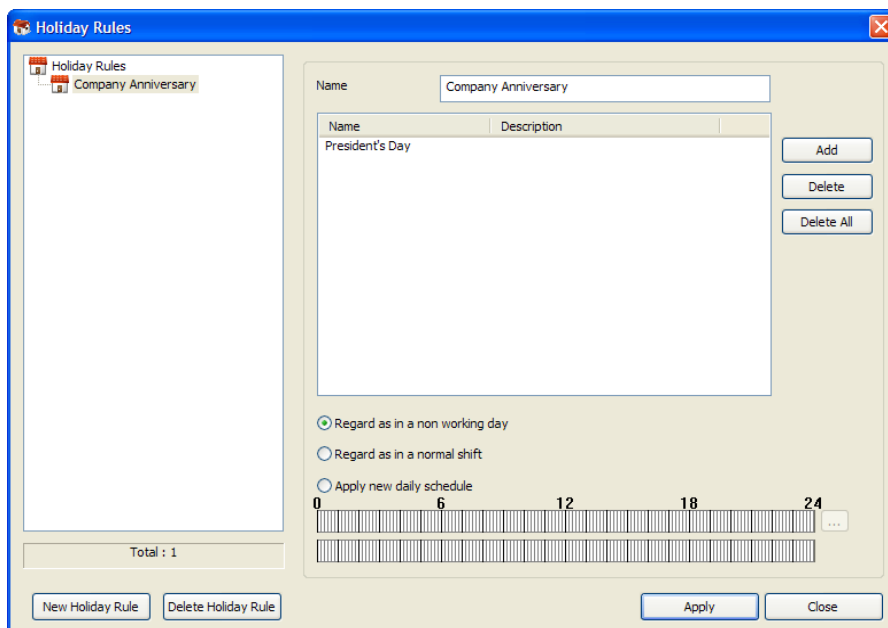 Holiday Rules
Holiday Rules
Company Anniversary
Name
Company Anniversary
Name Description
President's Day
Add
Delete
Delete All
Regard as in a non working day
Regard as in a normal shift
Apply new daily schedule
0 6 12 18 24
...
Total : 1
New Holiday Rule Delete Holiday Rule Apply Close